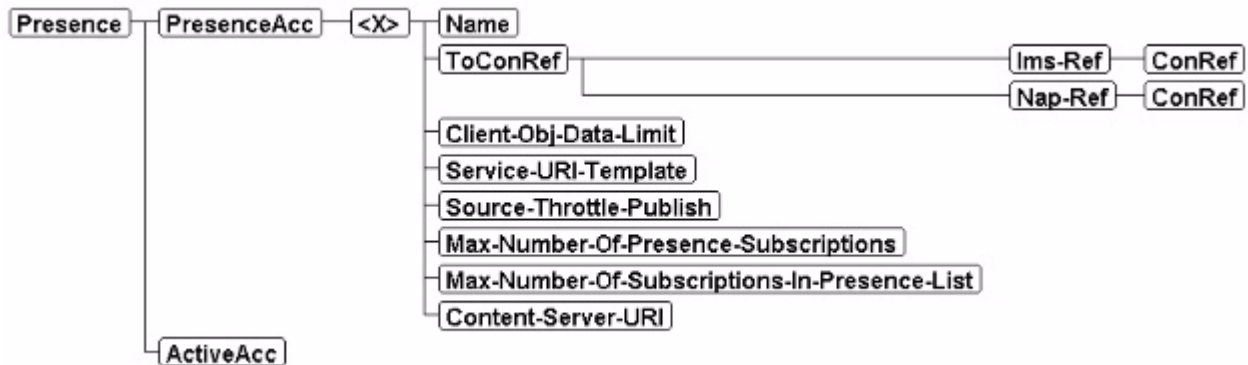 Presence PresenceAcc <X> Name
ToConRef Ims-Ref ConRef
Nap-Ref ConRef
Client-Obj-Data-Limit
Service-URI-Template
Source-Throttle-Publish
Max-Number-Of-Presence-Subscriptions
Max-Number-Of-Subscriptions-In-Presence-List
Content-Server-URI
ActiveAcc